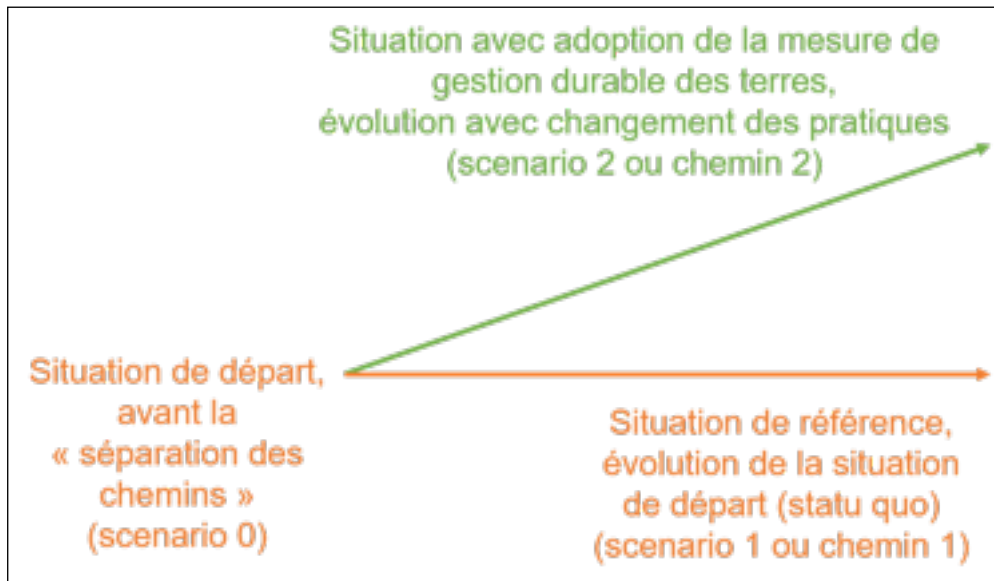 Situation avec adoption de la mesure de
gestion durable des terres,
évolution avec changement des pratiques
(scenario 2 ou chemin 2)
Situation de départ,
avant la
« séparation des
chemins »
(scenario 0)
Situation de référence,
évolution de la situation
de départ (statu quo)
(scenario 1 ou chemin 1)